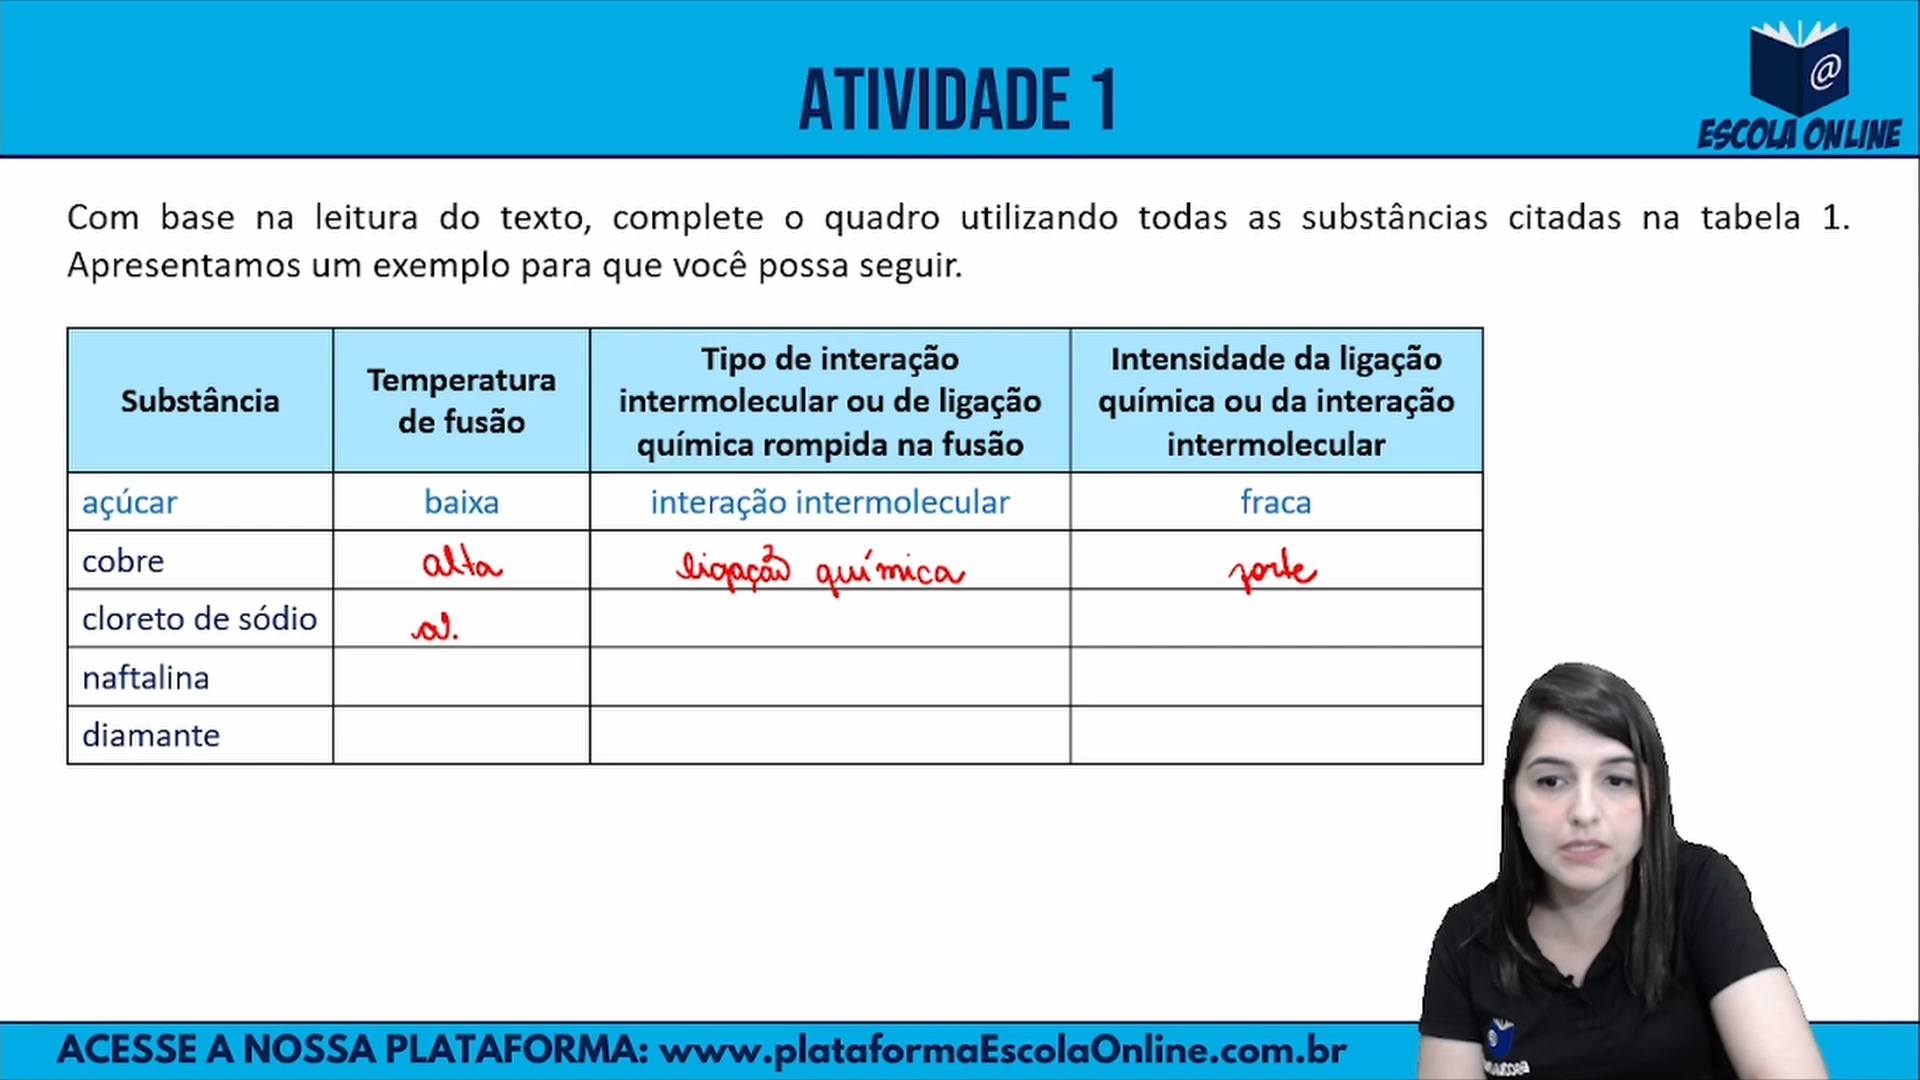 ATIVIDADE 1
@
ESCOLA ONLINE
Com base na leitura do texto, complete o quadro utilizando todas as substâncias citadas na tabela 1.
Apresentamos um exemplo para que você possa seguir.
Substância
Temperatura
de fusão
Tipo de interação
intermolecular ou de ligação
química rompida na fusão
Intensidade da ligação
química ou da interação
intermolecular
açúcar baixa interação intermolecular fraca
cobre alta ligação química forte
cloreto de sódio al
naftalina
diamante
ACESSE A NOSSA PLATAFORMA: www.plataformaEscolaOnline.com.br